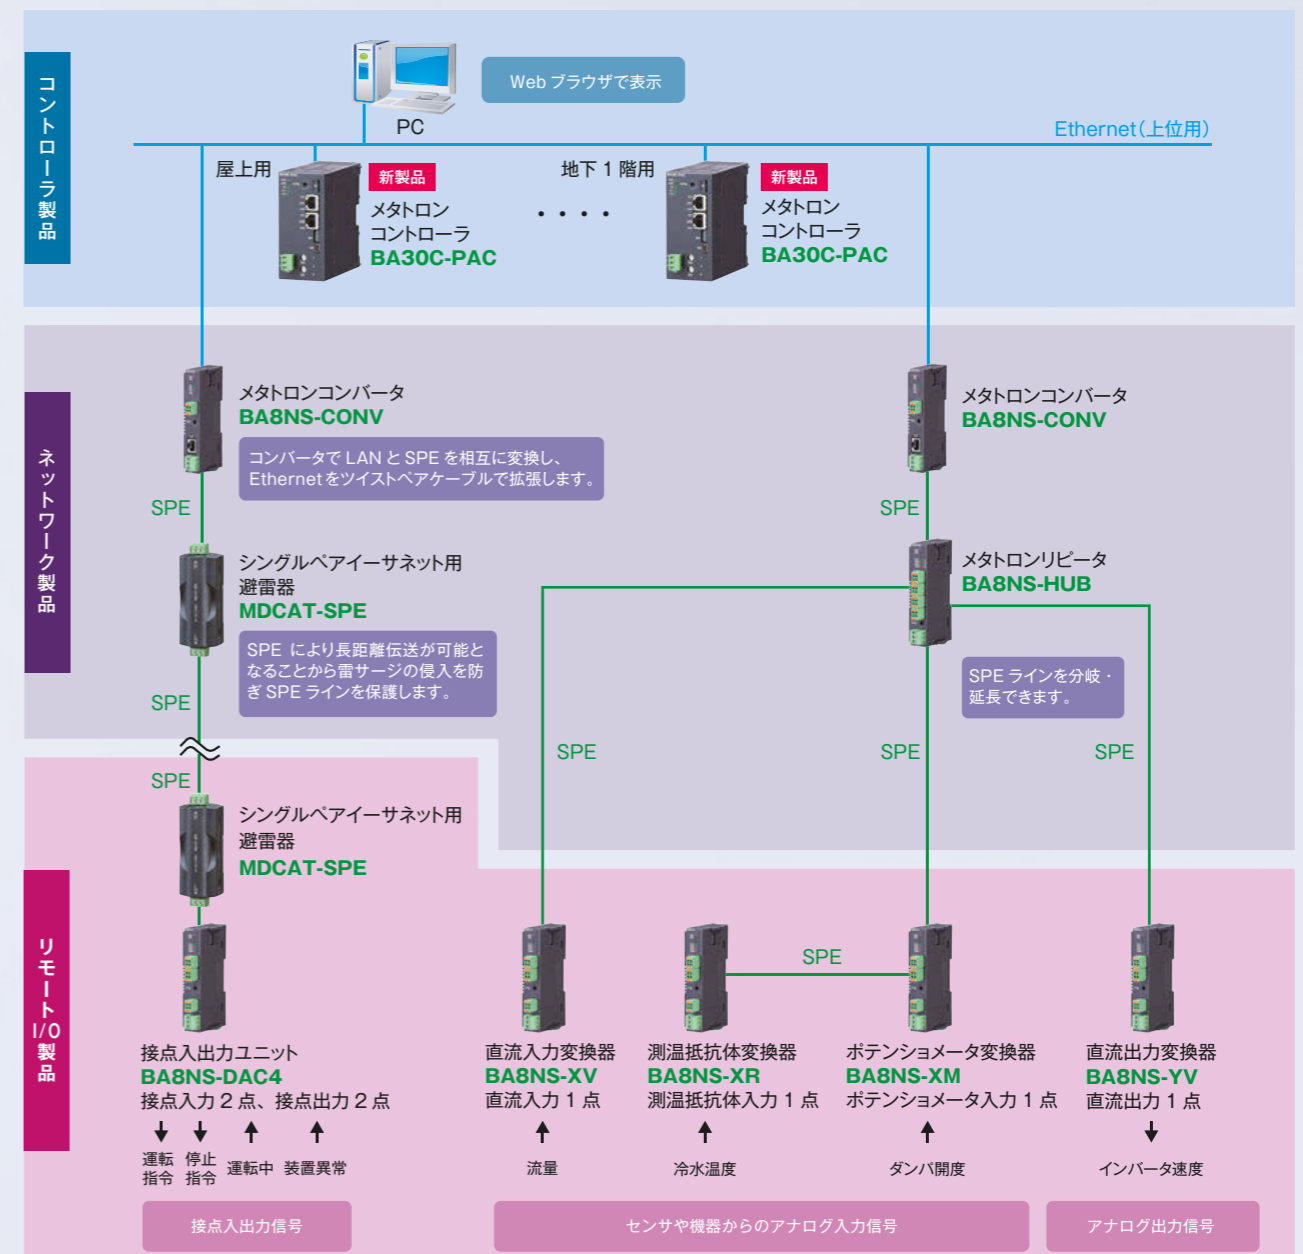 コントローラ製品
Web ブラウザで表示
PC
Ethernet(上位用)
屋上用
新製品
メタトロン
コントローラ
BA30C-PAC
・・・・
地下 1 階用
新製品
メタトロン
コントローラ
BA30C-PAC
ネットワーク製品
メタトロンコンバータ
BA8NS-CONV
コンバータで LAN と SPE を相互に変換し、
Ethernetをツイストペアケーブルで拡張します。
SPE
シングルペアイーサネット用
避雷器
MDCAT-SPE
SPE により長距離伝送が可能と
なることから雷サージの侵入を防
ぎ SPE ラインを保護します。
SPE
メタトロンコンバータ
BA8NS-CONV
SPE
メタトロンリピータ
BA8NS-HUB
SPE ラインを分岐・
延長できます。
SPE
SPE
SPE
リモートI/O製品
SPE
シングルペアイーサネット用
避雷器
MDCAT-SPE
SPE
接点入出力ユニット
BA8NS-DAC4
接点入力 2 点、接点出力 2 点
運転
指令
停止
指令
運転中
装置異常
接点入出力信号
直流入力変換器
BA8NS-XV
直流入力 1 点
流量
測温抵抗体変換器
BA8NS-XR
測温抵抗体入力 1 点
冷水温度
ポテンショメータ変換器
BA8NS-XM
ポテンショメータ入力 1 点
ダンパ開度
センサや機器からのアナログ入力信号
直流出力変換器
BA8NS-YV
直流出力 1 点
インバータ速度
アナログ出力信号